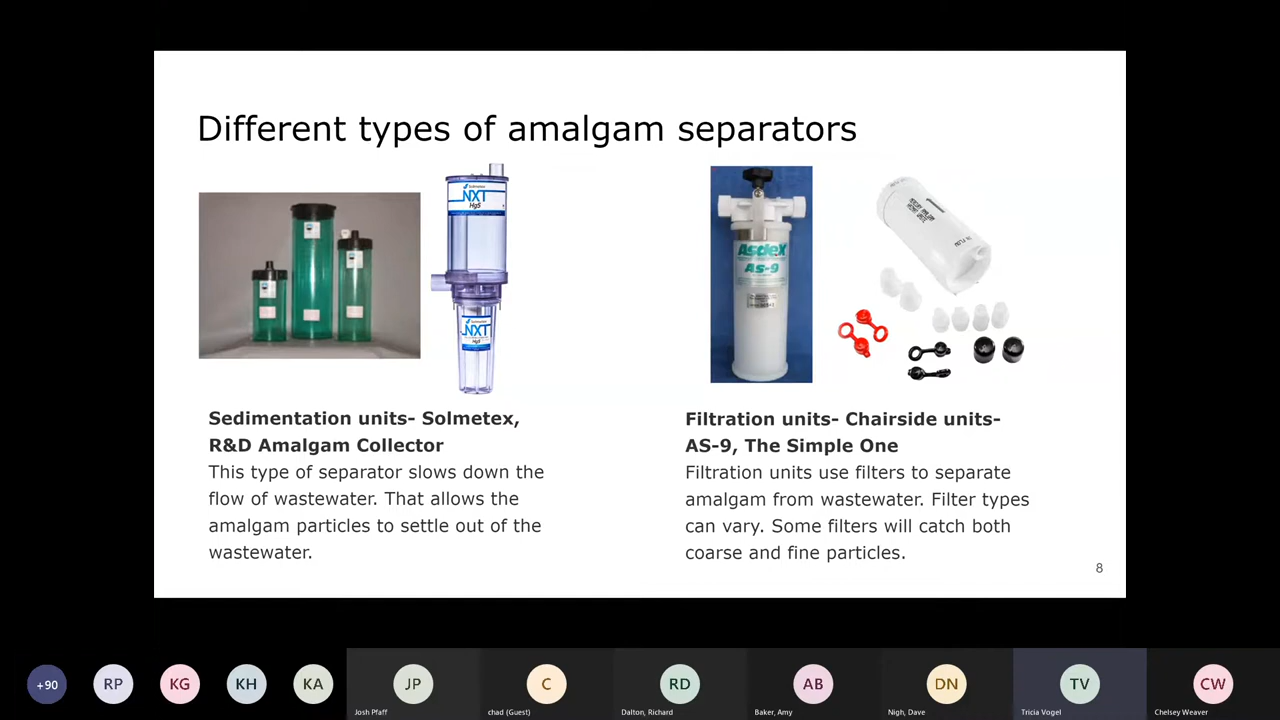 Different types of amalgam separators
NXT
HgS
NXT
HgS
Asdex
AS-9
Sedimentation units- Solmetex,
R&D Amalgam Collector
This type of separator slows down the
flow of wastewater. That allows the
amalgam particles to settle out of the
wastewater.
Filtration units- Chairside units-
AS-9, The Simple One
Filtration units use filters to separate
amalgam from wastewater. Filter types
can vary. Some filters will catch both
coarse and fine particles.
8
+90
RP
KG
KH
KA
JP
C
RD
AB
DN
TV
CW
Josh Pfaff
chad (Guest)
Dalton, Richard
Baker, Amy
Nigh, Dave
Tricia Vogel
Chelsey Weaver